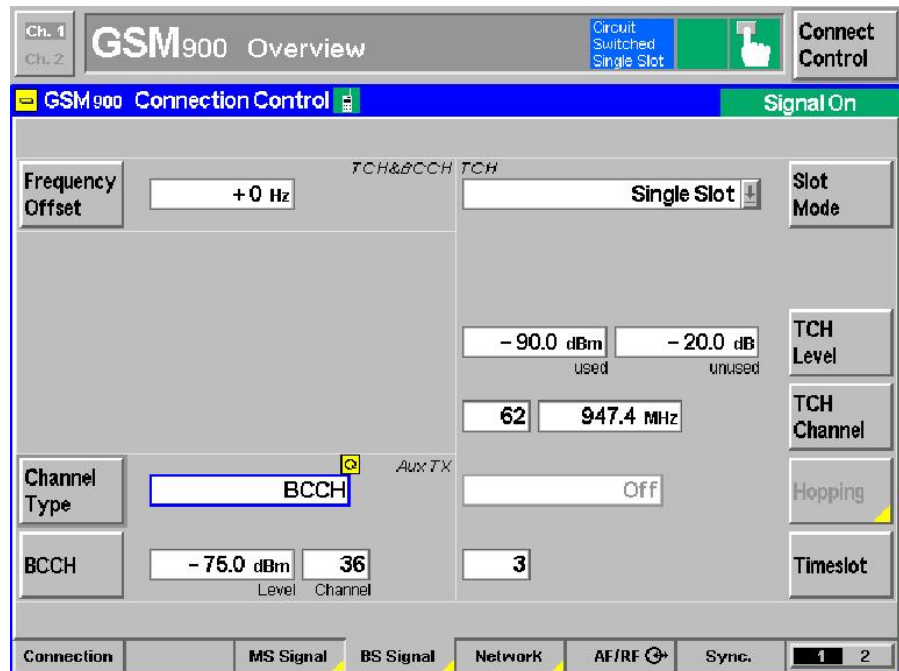 Ch. 1
Ch. 2
GSM900 Overview
Circuit
Switched
Single Slot
Connect
Control
GSM900 Connection Control
Signal On
Frequency
Offset
TCH&BCCH
+0 Hz
TCH
Single Slot
Slot
Mode
-90.0 dBm
used
-20.0 dB
unused
TCH
Level
62
947.4 MHz
TCH
Channel
Channel
Type
Aux TX
BCCH
Off
Hopping
BCCH
-75.0 dBm
Level
36
Channel
3
Timeslot
Connection
MS Signal
BS Signal
Network
AF/RF
Sync.
1 2